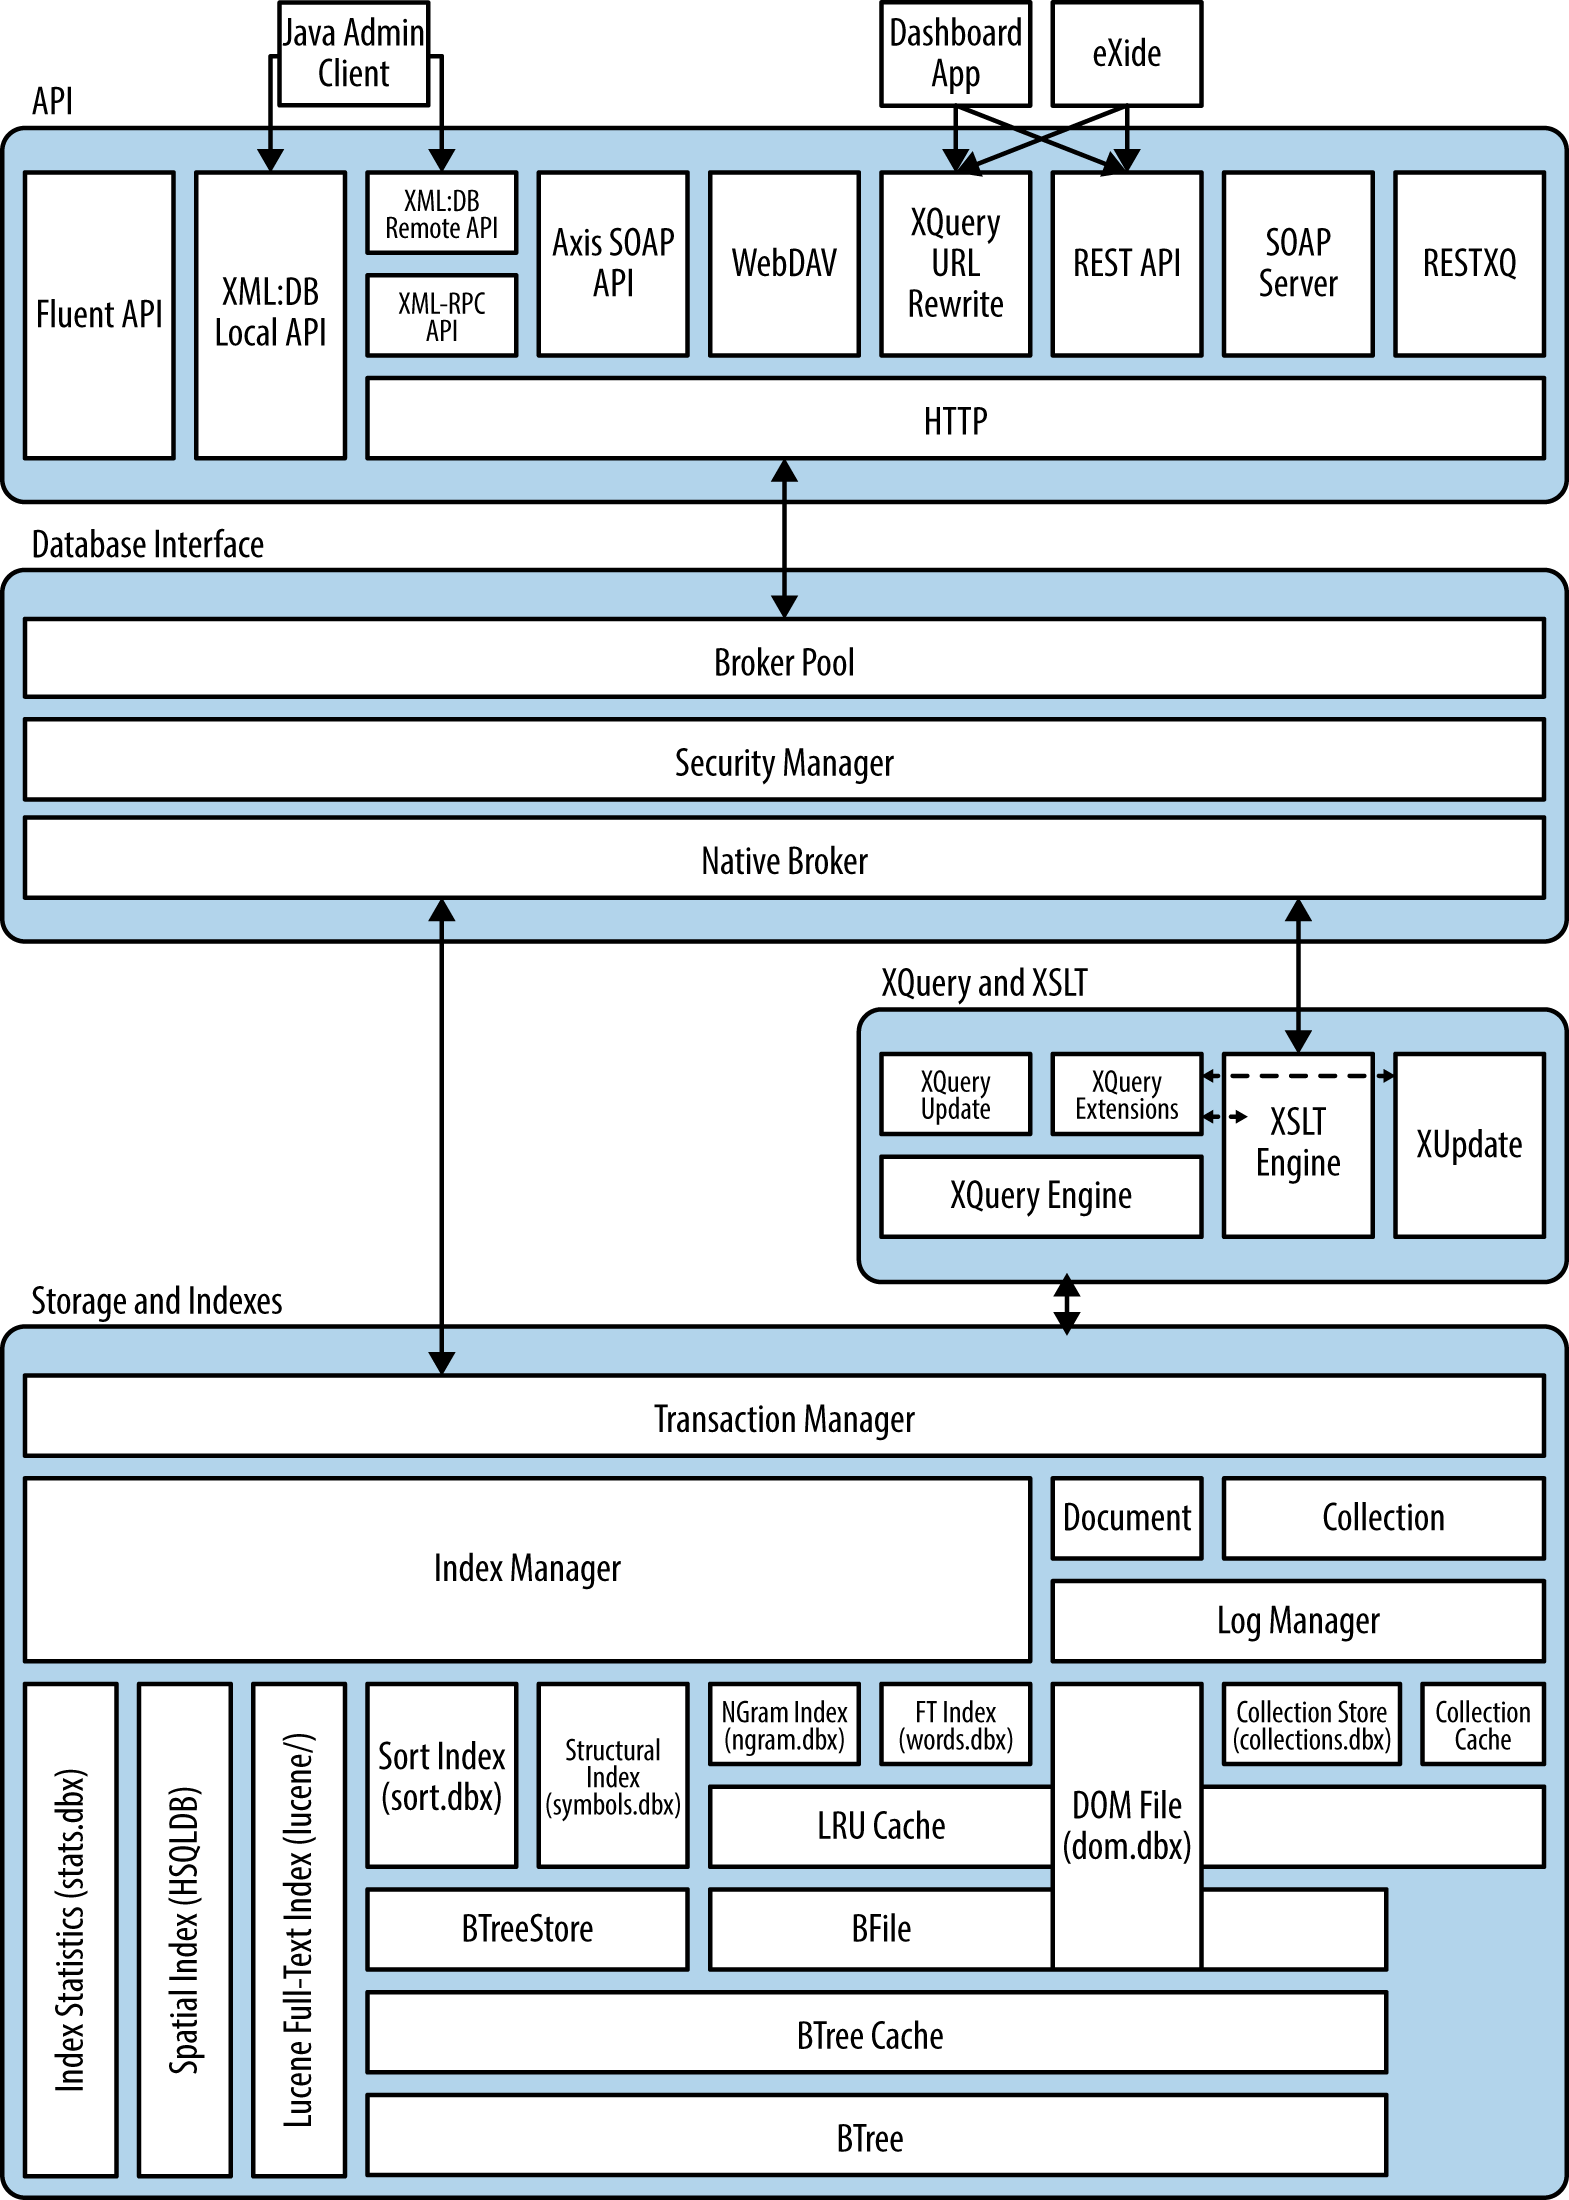 Java Admin
Client
Dashboard
App
eXide
API
Fluent API
XML:DB
Local API
XML:DB
Remote API
XML-RPC
API
Axis SOAP
API
WebDAV
XQuery
URL
Rewrite
REST API
SOAP
Server
RESTXQ
HTTP
Database Interface
Broker Pool
Security Manager
Native Broker
XQuery and XSLT
XQuery
Update
XQuery
Extensions
XQuery Engine
XSLT
Engine
XUpdate
Storage and Indexes
Transaction Manager
Index Manager
Document
Collection
Log Manager
Index Statistics (stats.dbx)
Spatial Index (HSQLDB)
Lucene Full-Text Index (lucene/)
Sort Index
(sort.dbx)
Structural
Index
(symbols.dbx)
NGram Index
(ngram.dbx)
FT Index
(words.dbx)
DOM File
(dom.dbx)
Collection Store
(collections.dbx)
Collection
Cache
LRU Cache
BTreeStore
BFile
BTree Cache
BTree